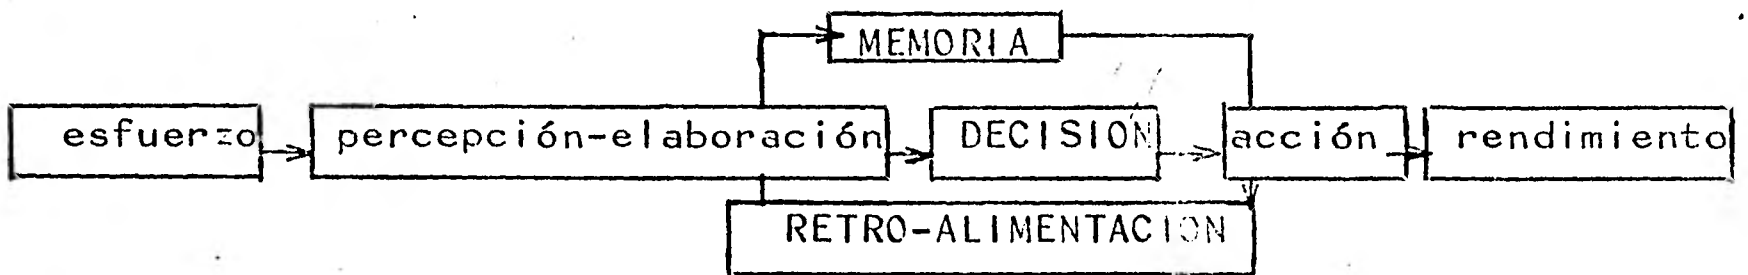 MEMORIA
esfuerzo percepción-elaboración DECISION acción rendimiento
RETRO-ALIMENTACION